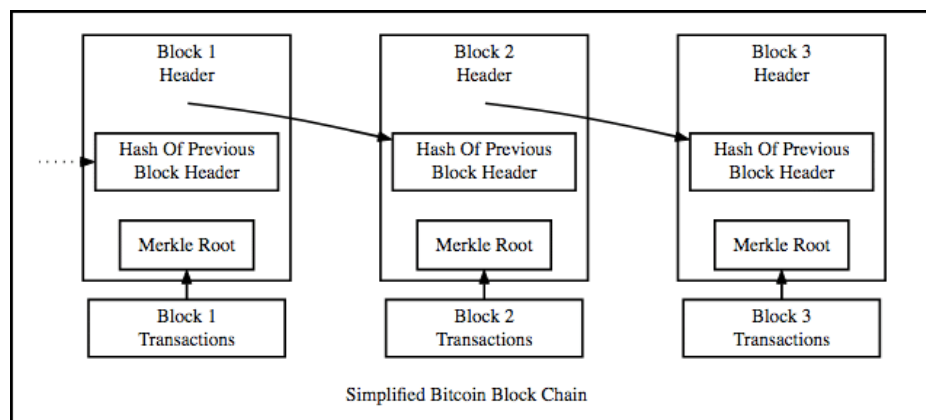 Block 1
Header
Block 2
Header
Block 3
Header
Hash Of Previous
Block Header
Hash Of Previous
Block Header
Hash Of Previous
Block Header
Merkle Root
Merkle Root
Merkle Root
Block 1
Transactions
Block 2
Transactions
Block 3
Transactions
Simplified Bitcoin Block Chain